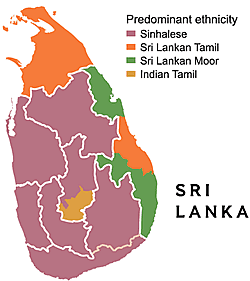 Predominant ethnicity
Sinhalese
Sri Lankan Tamil
Sri Lankan Moor
Indian Tamil
SRI
LANKA